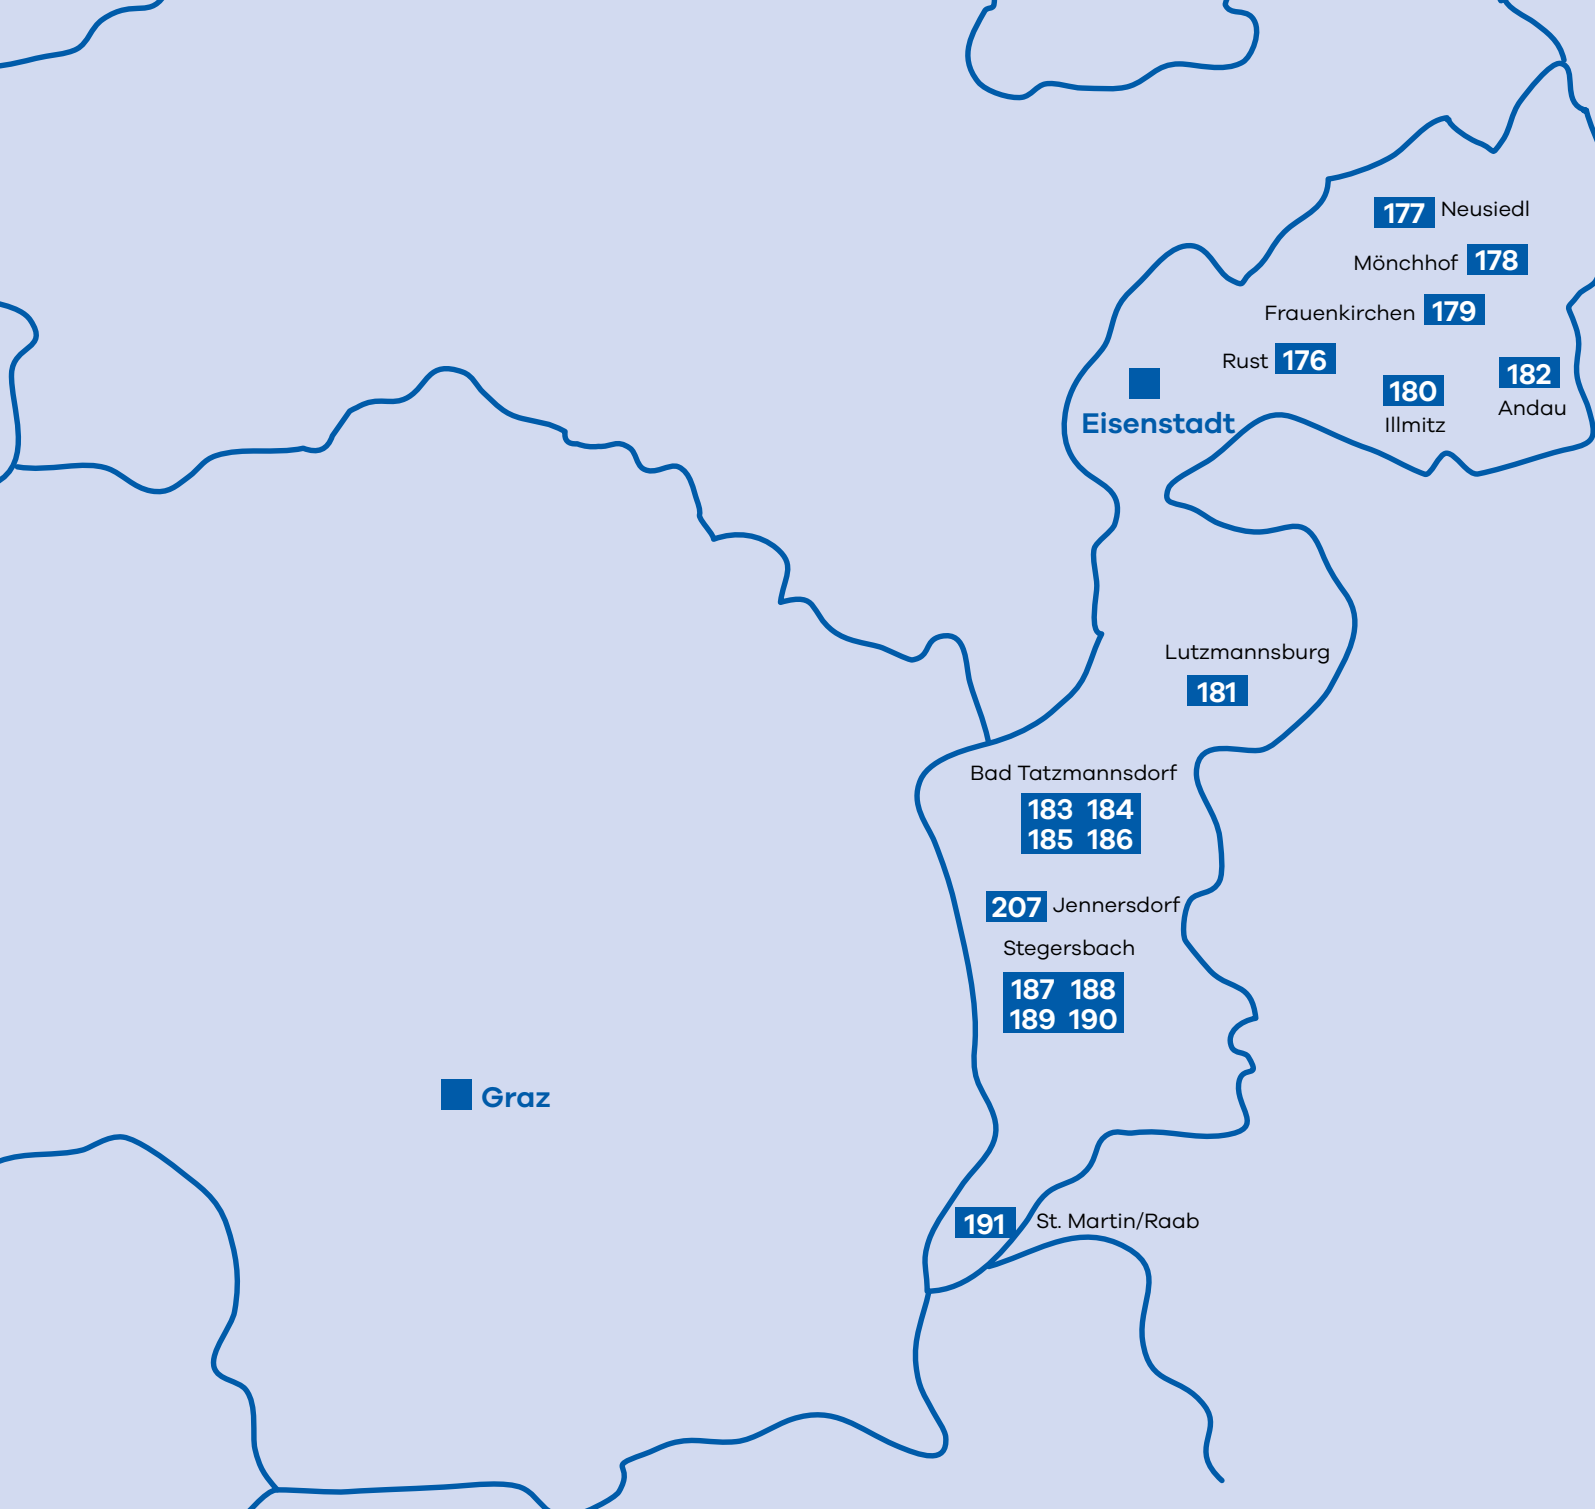 177 Neusiedl
Mönchhof 178
Frauenkirchen 179
Rust 176
180
Illmitz
182
Andau
Eisenstadt
Lutzmannsburg
181
Bad Tatzmannsdorf
183 184
185 186
207 Jennersdorf
Stegersbach
187 188
189 190
Graz
191 St. Martin/Raab